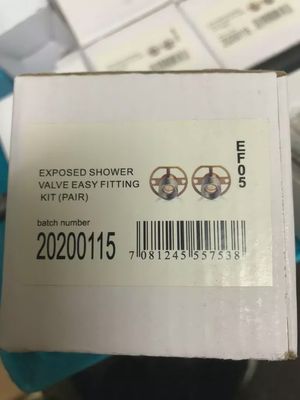 EXPOSED SHOWER
VALVE EASY FITTING
KIT (PAIR)
EF05
batch number
20200115
7 081245 557538